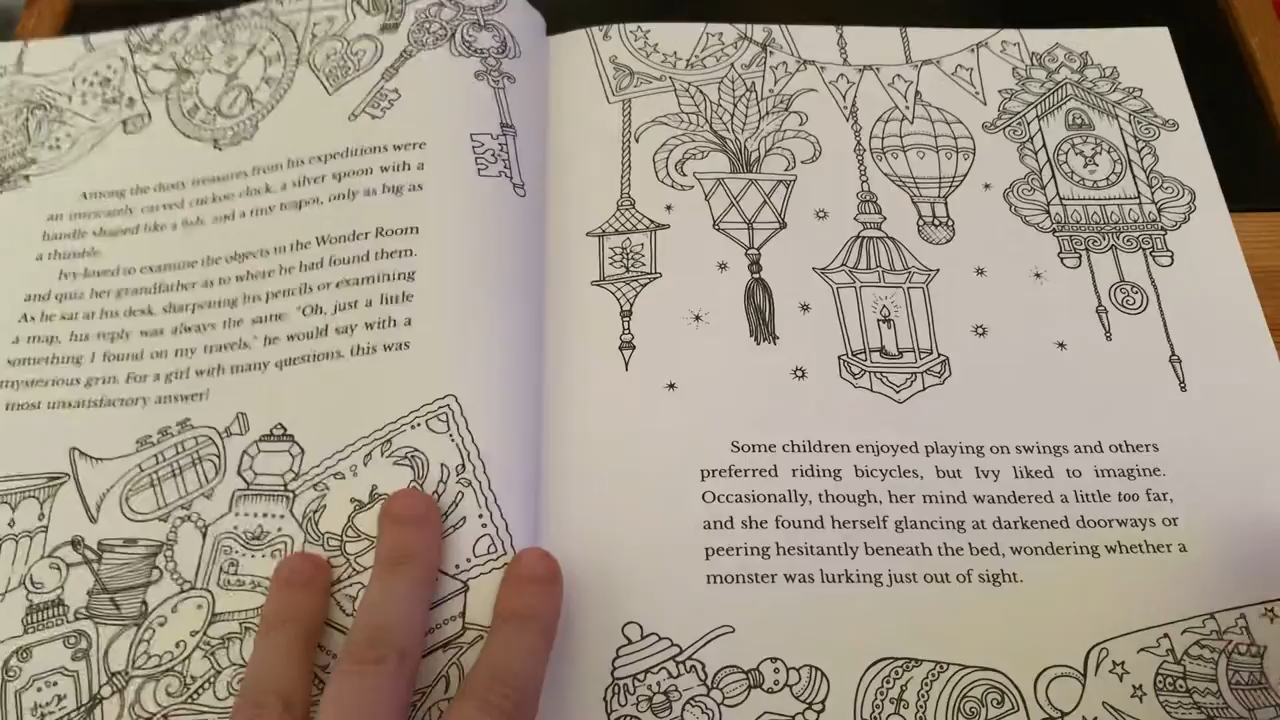 Among the dusty treasures from his expeditions were
an intricately carved cuckoo clock, a silver spoon with a
handle shaped like a fish, and a tiny teapot, only as big as
a thimble.
Ivy loved to examine the objects in the Wonder Room
and quiz her grandfather as to where he had found them.
As he sat at his desk, sharpening his pencils or examining
a map, his reply was always the same: "Oh, just a little
something I found on my travels," he would say with a
mysterious grin. For a girl with many questions, this was
most unsatisfactory answer!
Some children enjoyed playing on swings and others
preferred riding bicycles, but Ivy liked to imagine.
Occasionally, though, her mind wandered a little too far,
and she found herself glancing at darkened doorways or
peering hesitantly beneath the bed, wondering whether a
monster was lurking just out of sight.